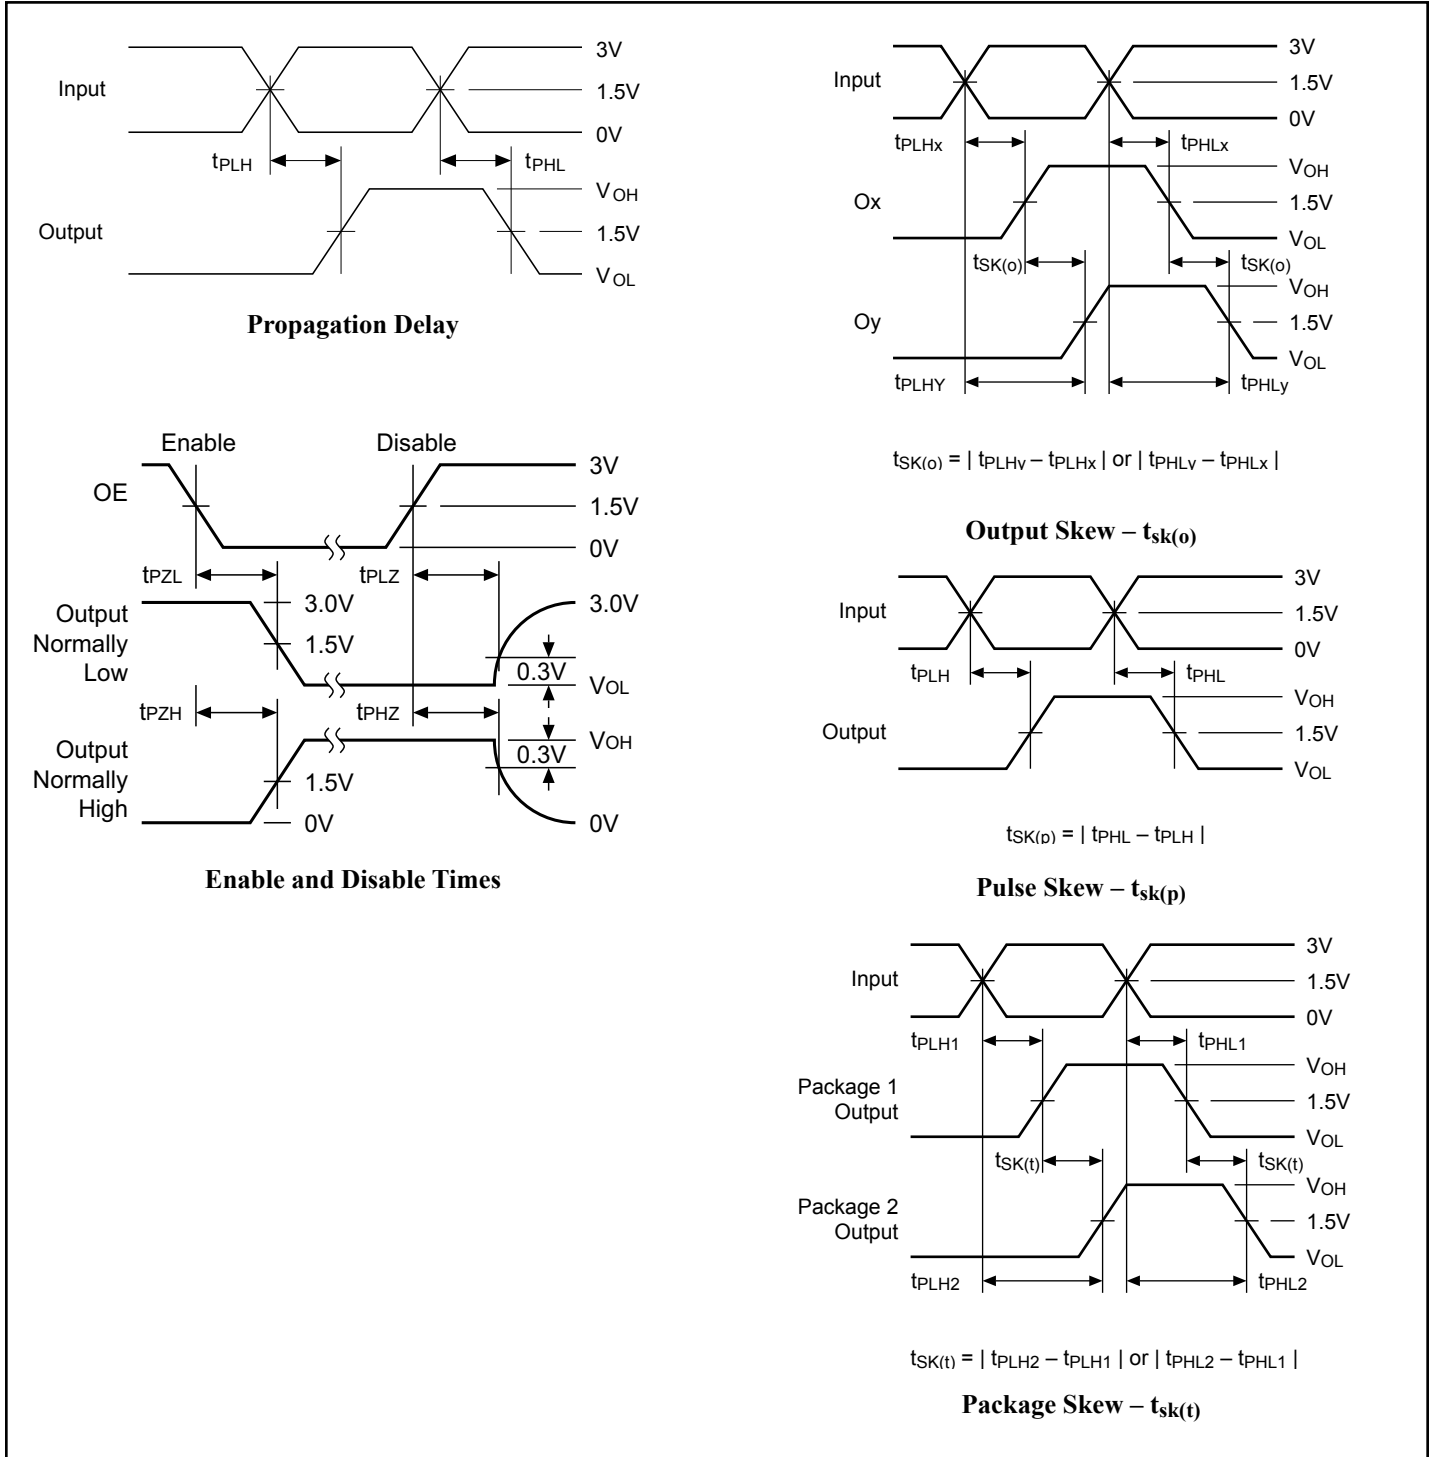 3V
Input
1.5V
0V
tPLH
tPHL
VOH
Output
1.5V
VOL
Propagation Delay
Enable
Disable
OE
3V
1.5V
0V
tPZL
tPLZ
Output
Normally
Low
3.0V
1.5V
3.0V
0.3V
VOL
tPZH
tPHZ
Output
Normally
High
VOH
0.3V
1.5V
0V
0V
Enable and Disable Times
3V
Input
1.5V
0V
tPLHx
tPHLx
VOH
Ox
1.5V
VOL
tSK(o)
tSK(o)
VOH
Oy
1.5V
VOL
tPLHY
tPHLy
tSK(o) = | tPLHy – tPLHx | or | tPHLy – tPHLx |
Output Skew – tsk(o)
3V
Input
1.5V
0V
tPLH
tPHL
VOH
Output
1.5V
VOL
tSK(p) = | tPHL – tPLH |
Pulse Skew – tsk(p)
3V
Input
1.5V
0V
tPLH1
tPHL1
VOH
Package 1
Output
1.5V
VOL
tSK(t)
tSK(t)
VOH
Package 2
Output
1.5V
VOL
tPLH2
tPHL2
tSK(t) = | tPLH2 – tPLH1 | or | tPHL2 – tPHL1 |
Package Skew – tsk(t)